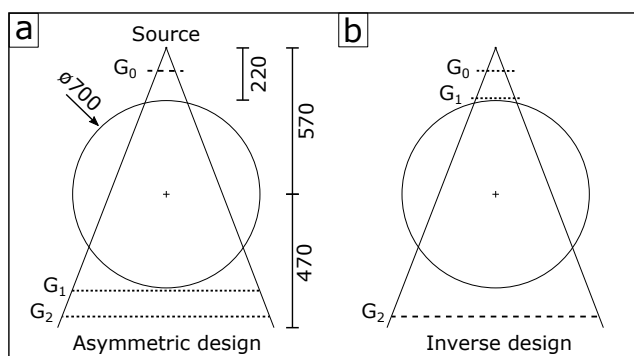 a
Source
G₀
ø700
220
570
470
G₁
G₂
Asymmetric design
b
G₀
G₁
G₂
Inverse design